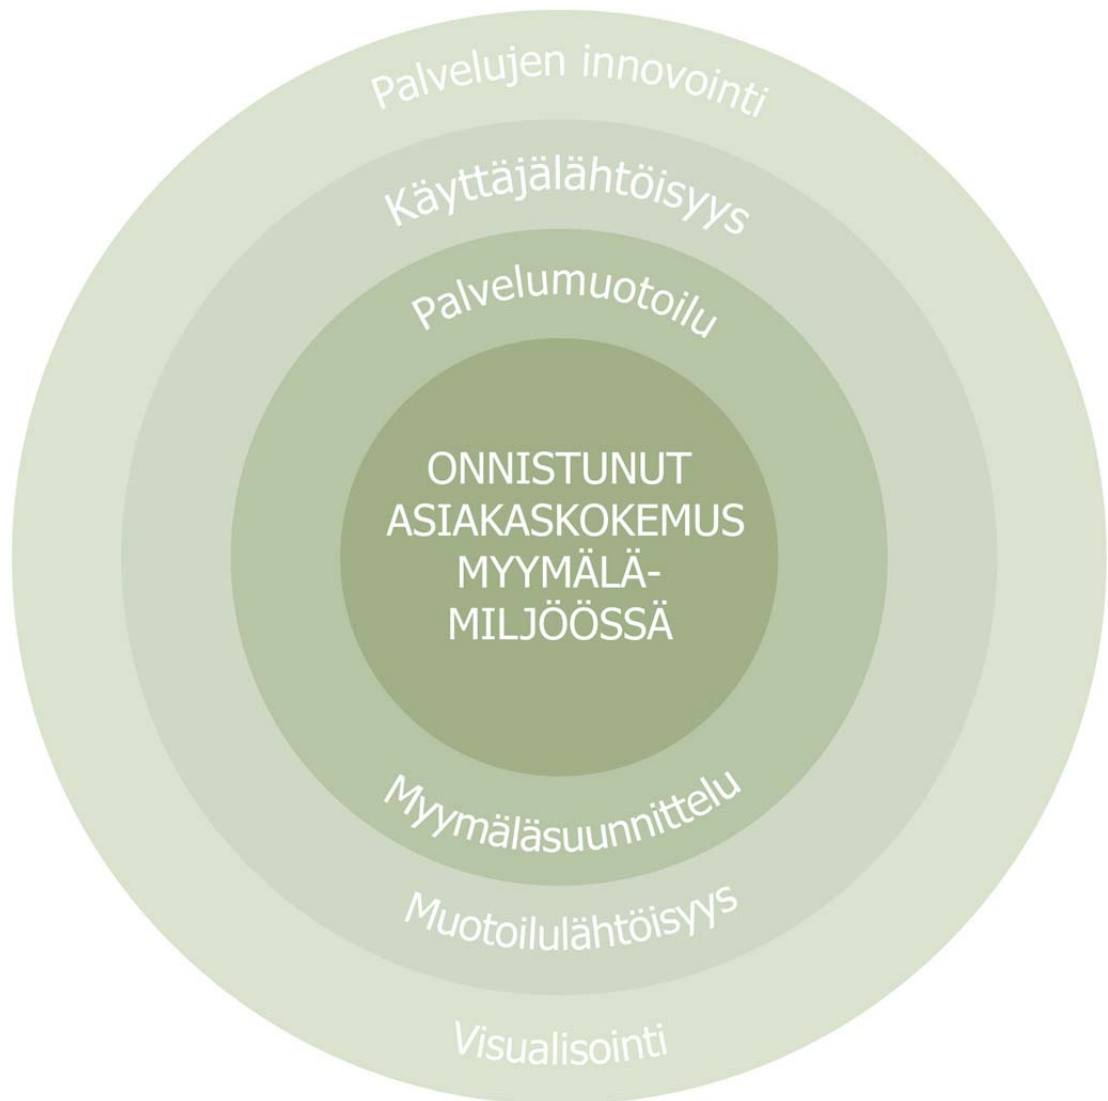 Palvelujen innovointi
Käyttäjälähtöisyys
Palvelumuotoilu
ONNISTUNUT
ASIAKASKOKEMUS
MYYMÄLÄ-
MILJÖÖSSÄ
Myymäläsuunnittelu
Muotoilulähtöisyys
Visualisointi